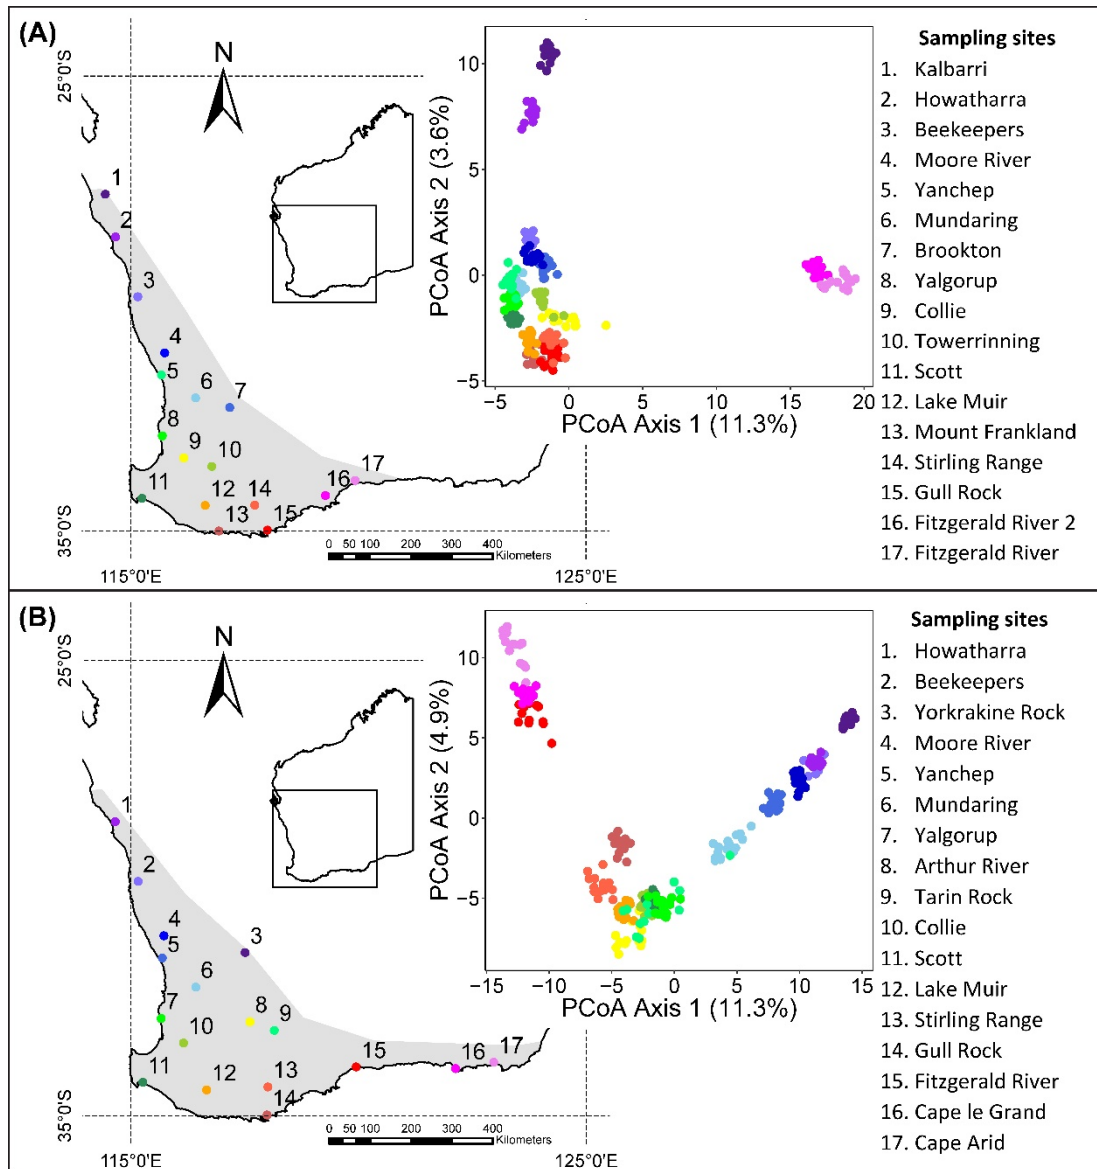 (A)
N
25°0'S
35°0'S
115°0'E
125°0'E
1
2
3
4
5
6
7
8
9
10
11
12
13
14
15
16
17
0 50 100 200 300 400
Kilometers
PCoA Axis 2 (3.6%)
10
5
0
−5
−5 0 5 10 15 20
PCoA Axis 1 (11.3%)
Sampling sites
1. Kalbarri
2. Howatharra
3. Beekeepers
4. Moore River
5. Yanchep
6. Mundaring
7. Brookton
8. Yalgorup
9. Collie
10. Towerrinning
11. Scott
12. Lake Muir
13. Mount Frankland
14. Stirling Range
15. Gull Rock
16. Fitzgerald River 2
17. Fitzgerald River
(B)
N
25°0'S
35°0'S
115°0'E
125°0'E
1
2
3
4
5
6
7
8
9
10
11
12
13
14
15
16
17
0 50 100 200 300 400
Kilometers
PCoA Axis 2 (4.9%)
10
5
0
−5
−15 −10 −5 0 5 10 15
PCoA Axis 1 (11.3%)
Sampling sites
1. Howatharra
2. Beekeepers
3. Yorkrakine Rock
4. Moore River
5. Yanchep
6. Mundaring
7. Yalgorup
8. Arthur River
9. Tarin Rock
10. Collie
11. Scott
12. Lake Muir
13. Stirling Range
14. Gull Rock
15. Fitzgerald River
16. Cape le Grand
17. Cape Arid